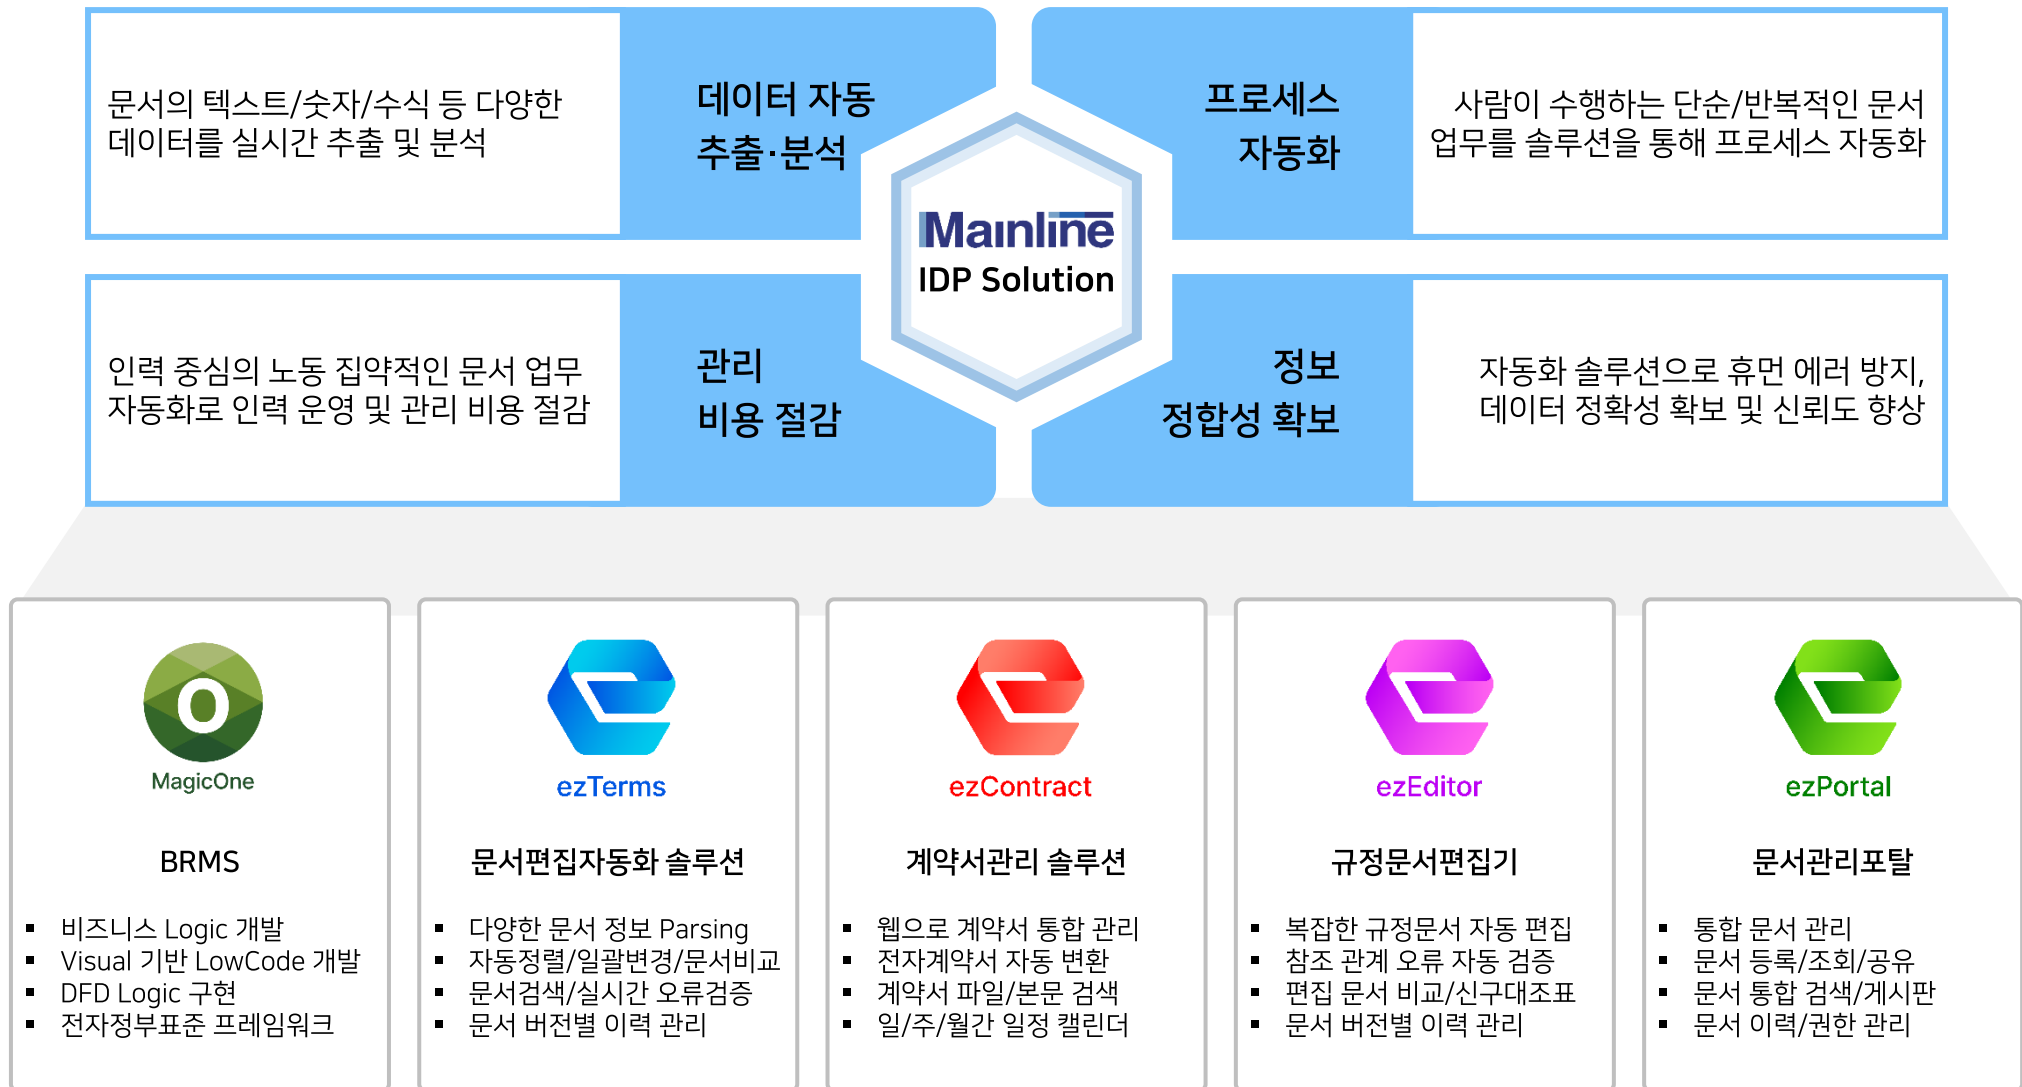 문서의 텍스트/숫자/수식 등 다양한
데이터를 실시간 추출 및 분석
데이터 자동
추출·분석
프로세스
자동화
사람이 수행하는 단순/반복적인 문서
업무를 솔루션을 통해 프로세스 자동화
Mainline
IDP Solution
인력 중심의 노동 집약적인 문서 업무
자동화로 인력 운영 및 관리 비용 절감
관리
비용 절감
정보
정합성 확보
자동화 솔루션으로 휴먼 에러 방지,
데이터 정확성 확보 및 신뢰도 향상
O
MagicOne
BRMS
▪ 비즈니스 Logic 개발
▪ Visual 기반 LowCode 개발
▪ DFD Logic 구현
▪ 전자정부표준 프레임워크
ezTerms
문서편집자동화 솔루션
▪ 다양한 문서 정보 Parsing
▪ 자동정렬/일괄변경/문서비교
▪ 문서검색/실시간 오류검증
▪ 문서 버전별 이력 관리
ezContract
계약서관리 솔루션
▪ 웹으로 계약서 통합 관리
▪ 전자계약서 자동 변환
▪ 계약서 파일/본문 검색
▪ 일/주/월간 일정 캘린더
ezEditor
규정문서편집기
▪ 복잡한 규정문서 자동 편집
▪ 참조 관계 오류 자동 검증
▪ 편집 문서 비교/신구대조표
▪ 문서 버전별 이력 관리
ezPortal
문서관리포탈
▪ 통합 문서 관리
▪ 문서 등록/조회/공유
▪ 문서 통합 검색/게시판
▪ 문서 이력/권한 관리